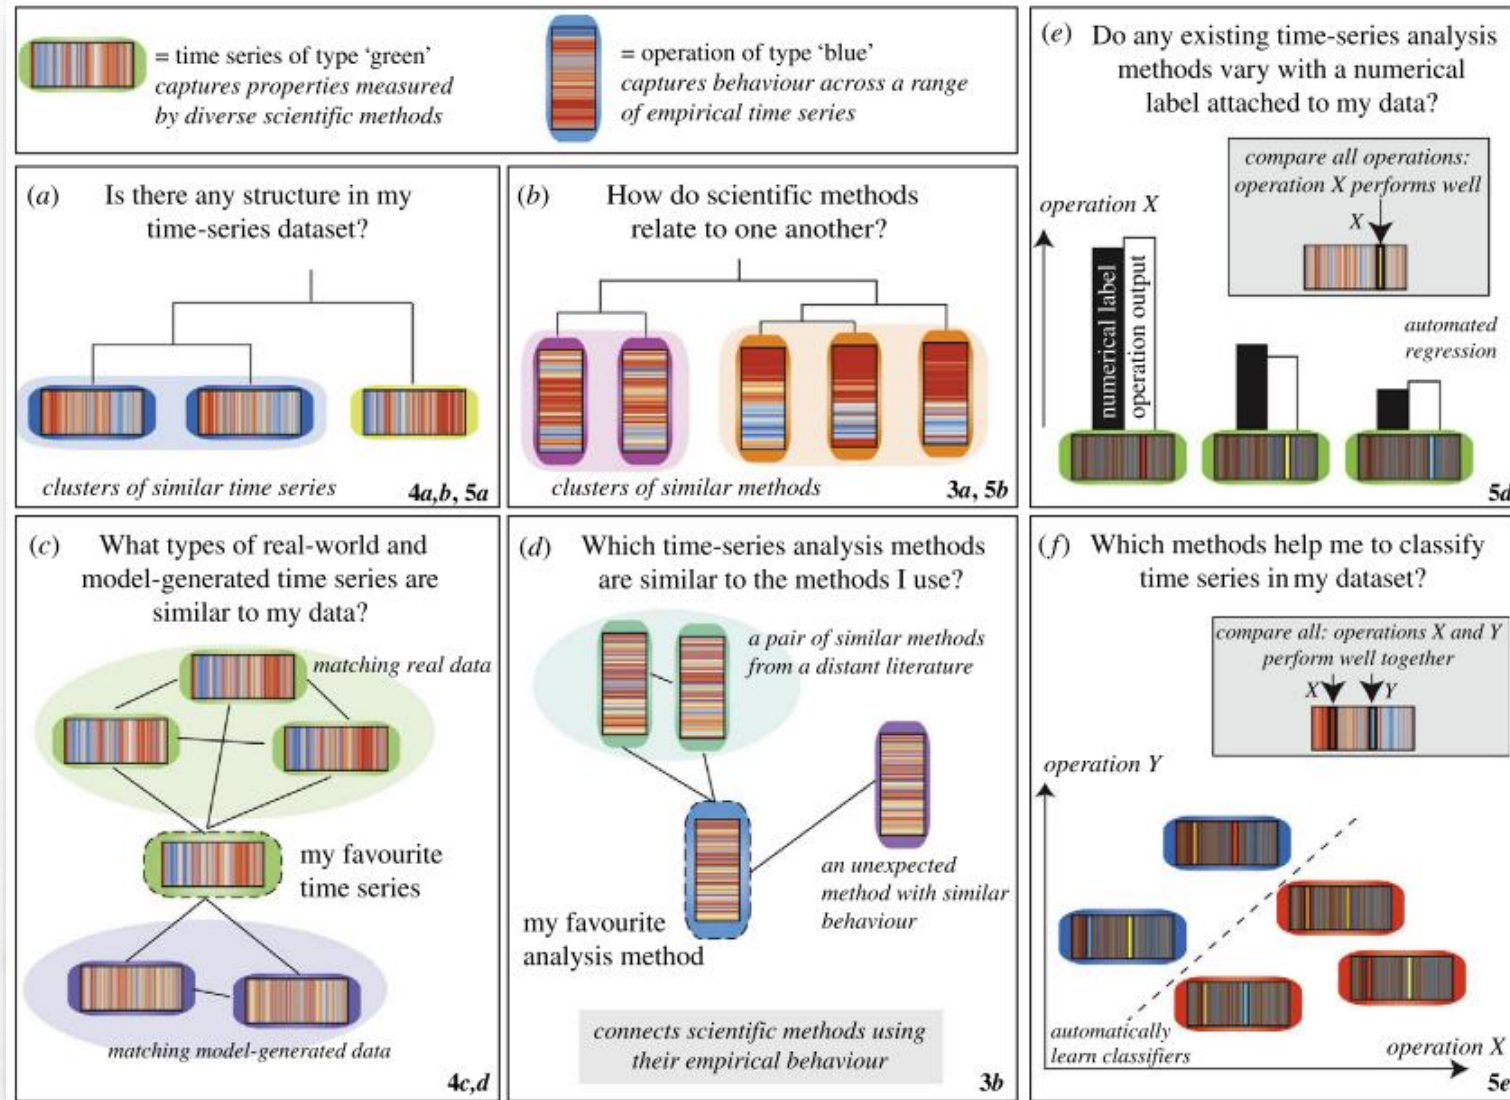 = time series of type ‘green’
captures properties measured
by diverse scientific methods
= operation of type ‘blue’
captures behaviour across a range
of empirical time series
(a) Is there any structure in my
time-series dataset?
clusters of similar time series
4a,b, 5a
(b) How do scientific methods
relate to one another?
clusters of similar methods
3a, 5b
(c) What types of real-world and
model-generated time series are
similar to my data?
matching real data
my favourite
time series
matching model-generated data
4c,d
(d) Which time-series analysis methods
are similar to the methods I use?
a pair of similar methods
from a distant literature
an unexpected
method with similar
behaviour
my favourite
analysis method
connects scientific methods using
their empirical behaviour
3b
(e) Do any existing time-series analysis
methods vary with a numerical
label attached to my data?
compare all operations:
operation X performs well
X
operation X
numerical label
operation output
automated
regression
5d
(f) Which methods help me to classify
time series in my dataset?
compare all: operations X and Y
perform well together
X Y
operation Y
automatically
learn classifiers
operation X
5e